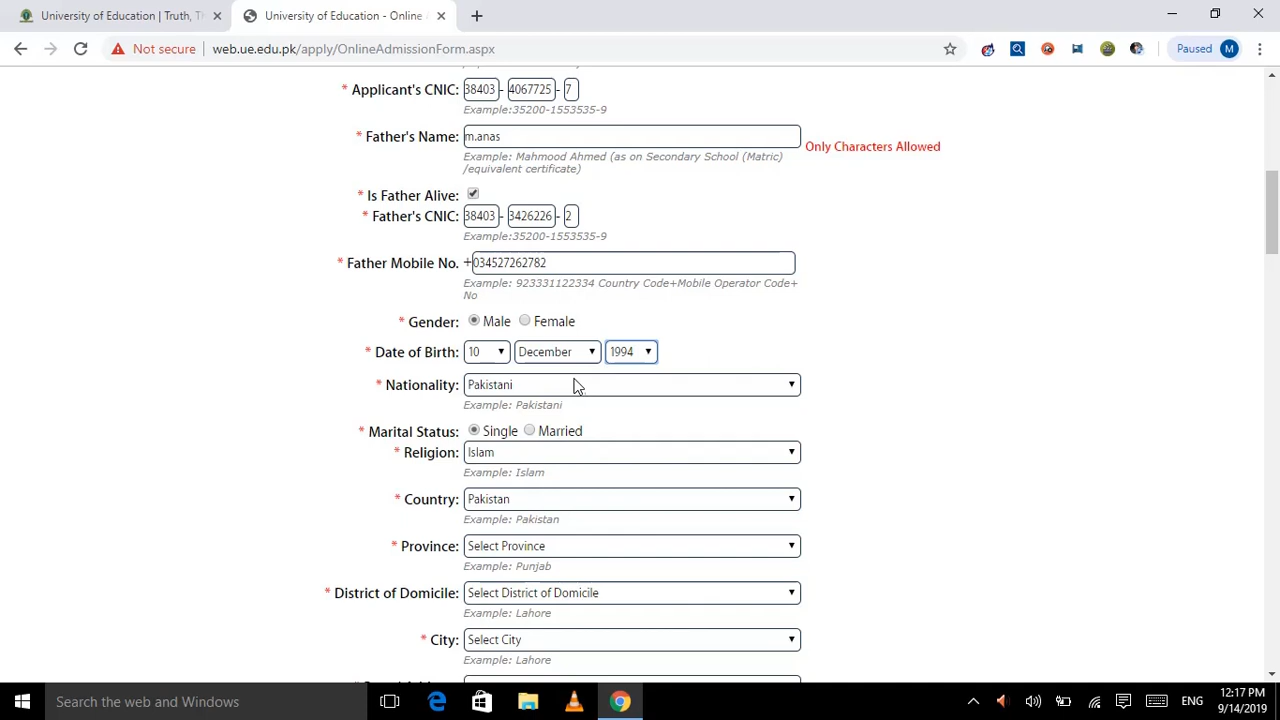 University of Education | Truth, T
University of Education - Online
Not secure
web.ue.edu.pk/apply/OnlineAdmissionForm.aspx
Paused
M
* Applicant's CNIC: 38403 - 4067725 - 7
Example:35200-1553535-9
* Father's Name: m.anas
Only Characters Allowed
Example: Mahmood Ahmed (as on Secondary School (Matric)
/equivalent certificate)
* Is Father Alive:
* Father's CNIC: 38403 - 3426226 - 2
Example:35200-1553535-9
* Father Mobile No. +034527262782
Example: 923331122334 Country Code+Mobile Operator Code+
No
* Gender: Male Female
* Date of Birth: 10 December 1994
* Nationality: Pakistani
Example: Pakistani
* Marital Status: Single Married
* Religion: Islam
Example: Islam
* Country: Pakistan
Example: Pakistan
* Province: Select Province
Example: Punjab
* District of Domicile: Select District of Domicile
Example: Lahore
* City: Select City
Example: Lahore
Search the web and Windows
ENG
12:17 PM
9/14/2019